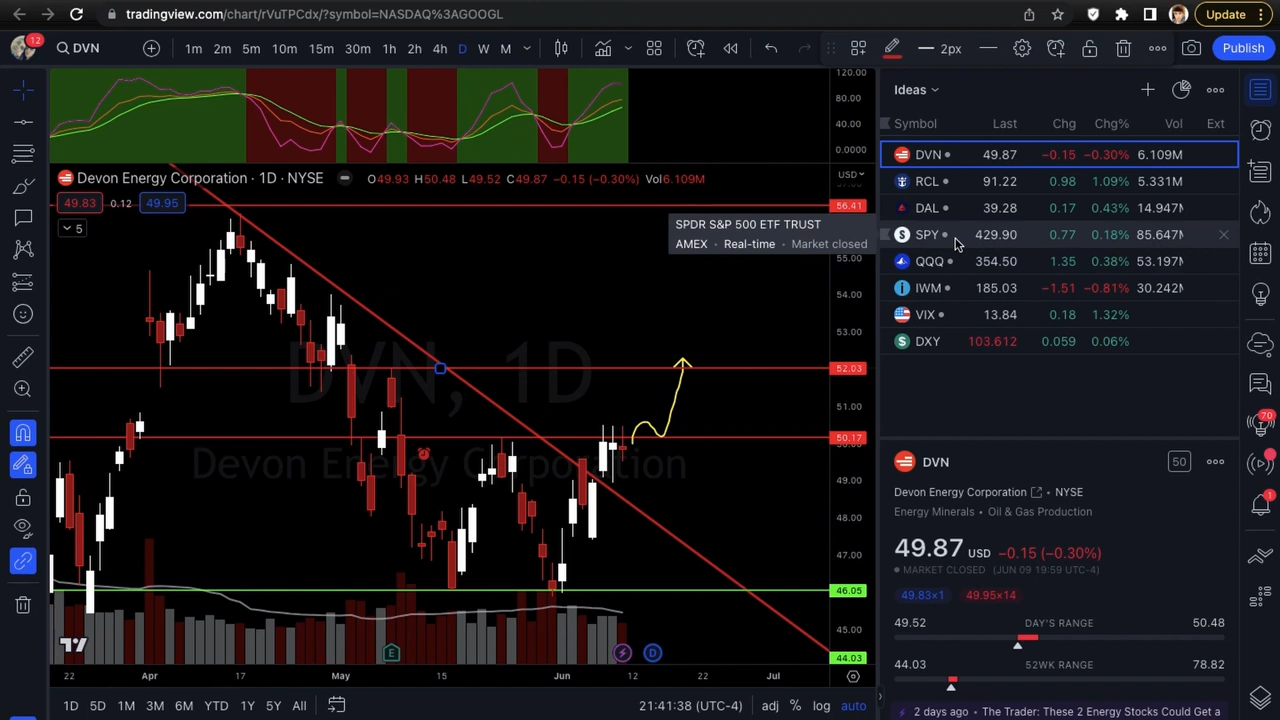 tradingview.com/chart/rVuTPCdx/?symbol=NASDAQ%3AGOOGL
Update
12
DVN
1m 2m 5m 10m 15m 30m 1h 2h 4h D W M
2px
Publish
120.00
80.00
40.00
0.0000
Devon Energy Corporation · 1D · NYSE
O49.93 H50.48 L49.52 C49.87 −0.15 (−0.30%) Vol6.109M
USD
49.83 0.12 49.95
5
56.41
55.00
54.00
53.00
52.03
51.00
50.17
49.00
48.00
47.00
46.05
45.00
44.03
SPDR S&P 500 ETF TRUST
AMEX • Real-time • Market closed
DVN, 1D
Devon Energy Corporation
E
D
22 Apr 17 May 15 Jun 12 22 Jul
1D 5D 1M 3M 6M YTD 1Y 5Y All
21:41:38 (UTC-4) adj % log auto
Ideas
Symbol Last Chg Chg% Vol Ext
DVN 49.87 −0.15 −0.30% 6.109M
RCL 91.22 0.98 1.09% 5.331M
DAL 39.28 0.17 0.43% 14.947M
SPY 429.90 0.77 0.18% 85.647M
QQQ 354.50 1.35 0.38% 53.197M
IWM 185.03 −1.51 −0.81% 30.242M
VIX 13.84 0.18 1.32%
DXY 103.612 0.059 0.06%
DVN
50
Devon Energy Corporation • NYSE
Energy Minerals • Oil & Gas Production
49.87 USD −0.15 (−0.30%)
MARKET CLOSED (JUN 09 19:59 UTC-4)
49.83×1 49.95×14
49.52 DAY'S RANGE 50.48
44.03 52WK RANGE 78.82
2 days ago • The Trader: These 2 Energy Stocks Could Get a
70
1